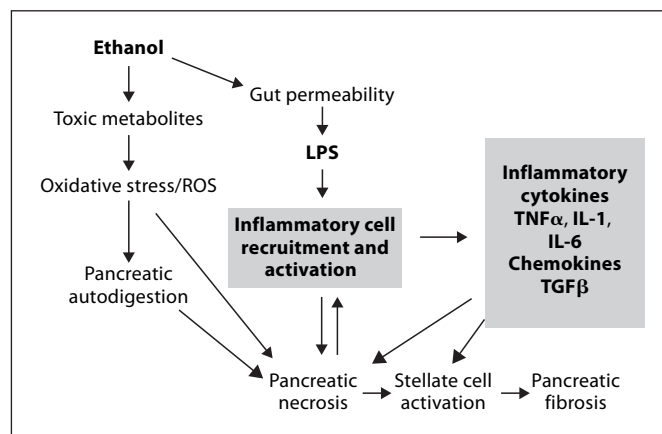 Ethanol
Gut permeability
Toxic metabolites
LPS
Oxidative stress/ROS
Inflammatory cell
recruitment and
activation
Inflammatory
cytokines
TNFα, IL-1,
IL-6
Chemokines
TGFβ
Pancreatic
autodigestion
Pancreatic
necrosis
Stellate cell
activation
Pancreatic
fibrosis